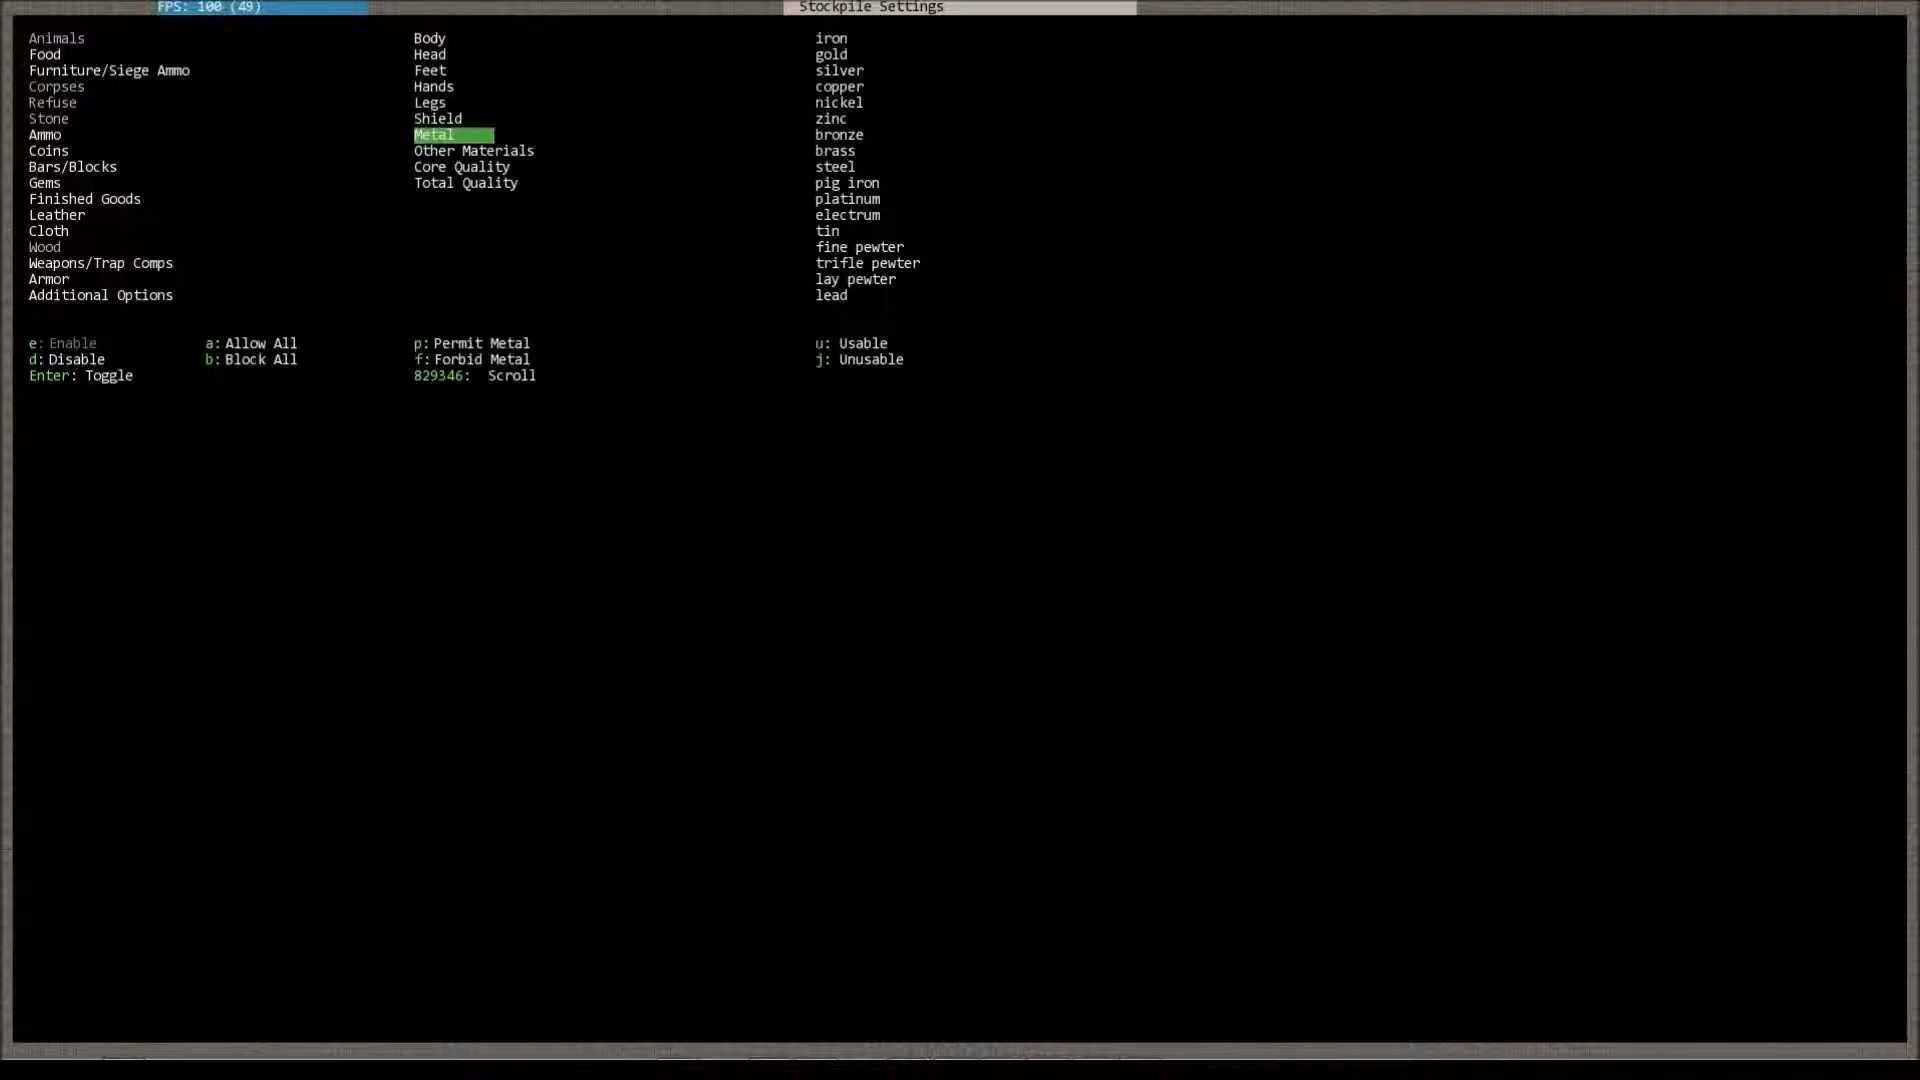 FPS: 100 (49)
Stockpile Settings
Animals
Food
Furniture/Siege Ammo
Corpses
Refuse
Stone
Ammo
Coins
Bars/Blocks
Gems
Finished Goods
Leather
Cloth
Wood
Weapons/Trap Comps
Armor
Additional Options
Body
Head
Feet
Hands
Legs
Shield
Metal
Other Materials
Core Quality
Total Quality
iron
gold
silver
copper
nickel
zinc
bronze
brass
steel
pig iron
platinum
electrum
tin
fine pewter
trifle pewter
lay pewter
lead
e: Enable
d: Disable
Enter: Toggle
a: Allow All
b: Block All
p: Permit Metal
f: Forbid Metal
829346: Scroll
u: Usable
j: Unusable